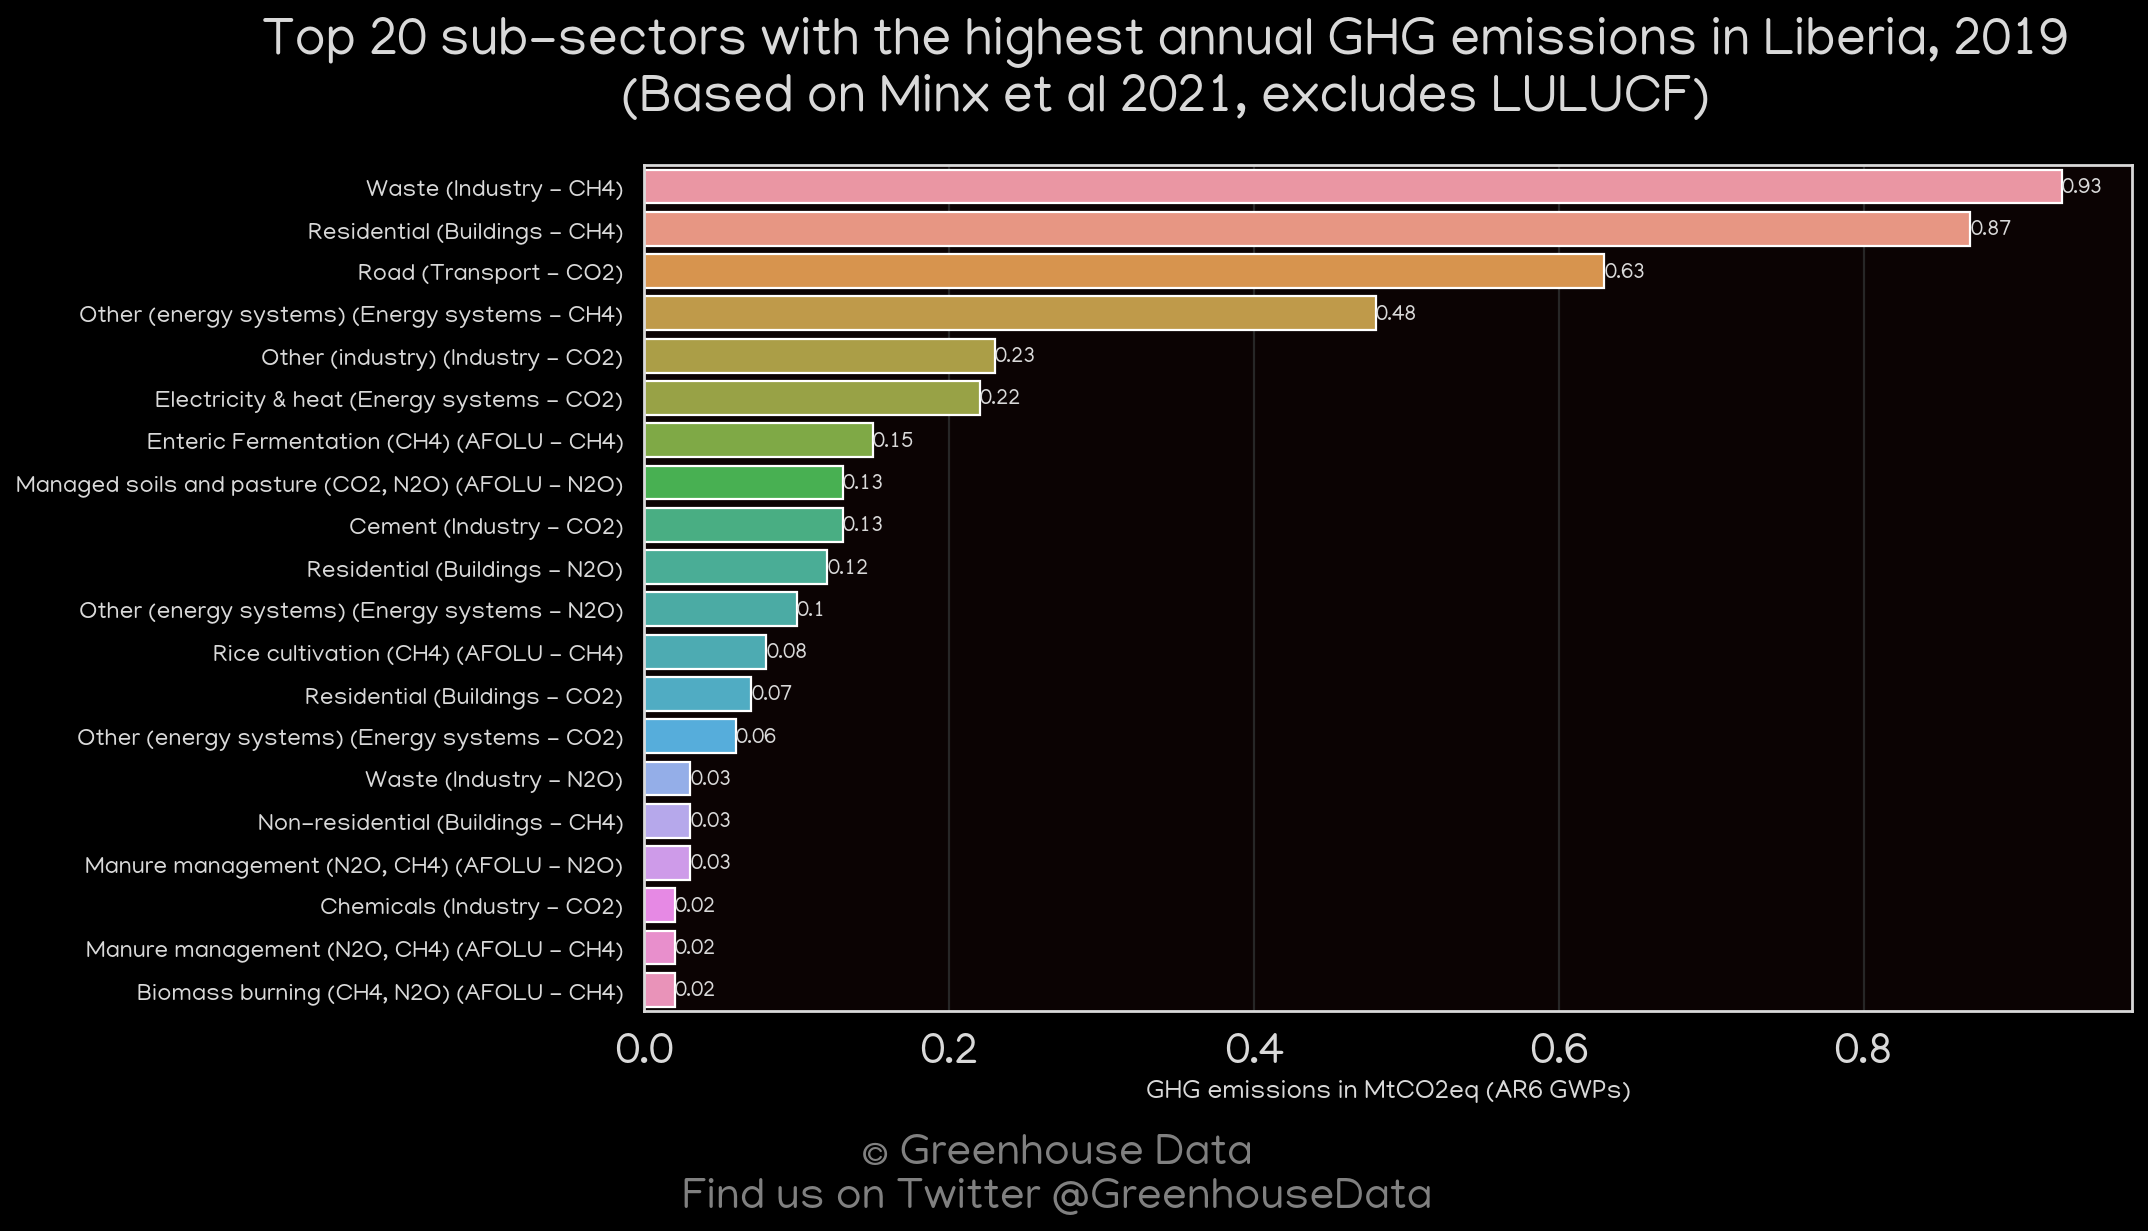 Top 20 sub-sectors with the highest annual GHG emissions in Liberia, 2019
(Based on Minx et al 2021, excludes LULUCF)
Waste (Industry - CH4) 0.93
Residential (Buildings - CH4) 0.87
Road (Transport - CO2) 0.63
Other (energy systems) (Energy systems - CH4) 0.48
Other (industry) (Industry - CO2) 0.23
Electricity & heat (Energy systems - CO2) 0.22
Enteric Fermentation (CH4) (AFOLU - CH4) 0.15
Managed soils and pasture (CO2, N2O) (AFOLU - N2O) 0.13
Cement (Industry - CO2) 0.13
Residential (Buildings - N2O) 0.12
Other (energy systems) (Energy systems - N2O) 0.1
Rice cultivation (CH4) (AFOLU - CH4) 0.08
Residential (Buildings - CO2) 0.07
Other (energy systems) (Energy systems - CO2) 0.06
Waste (Industry - N2O) 0.03
Non-residential (Buildings - CH4) 0.03
Manure management (N2O, CH4) (AFOLU - N2O) 0.03
Chemicals (Industry - CO2) 0.02
Manure management (N2O, CH4) (AFOLU - CH4) 0.02
Biomass burning (CH4, N2O) (AFOLU - CH4) 0.02
0.0 0.2 0.4 0.6 0.8
GHG emissions in MtCO2eq (AR6 GWPs)
© Greenhouse Data
Find us on Twitter @GreenhouseData